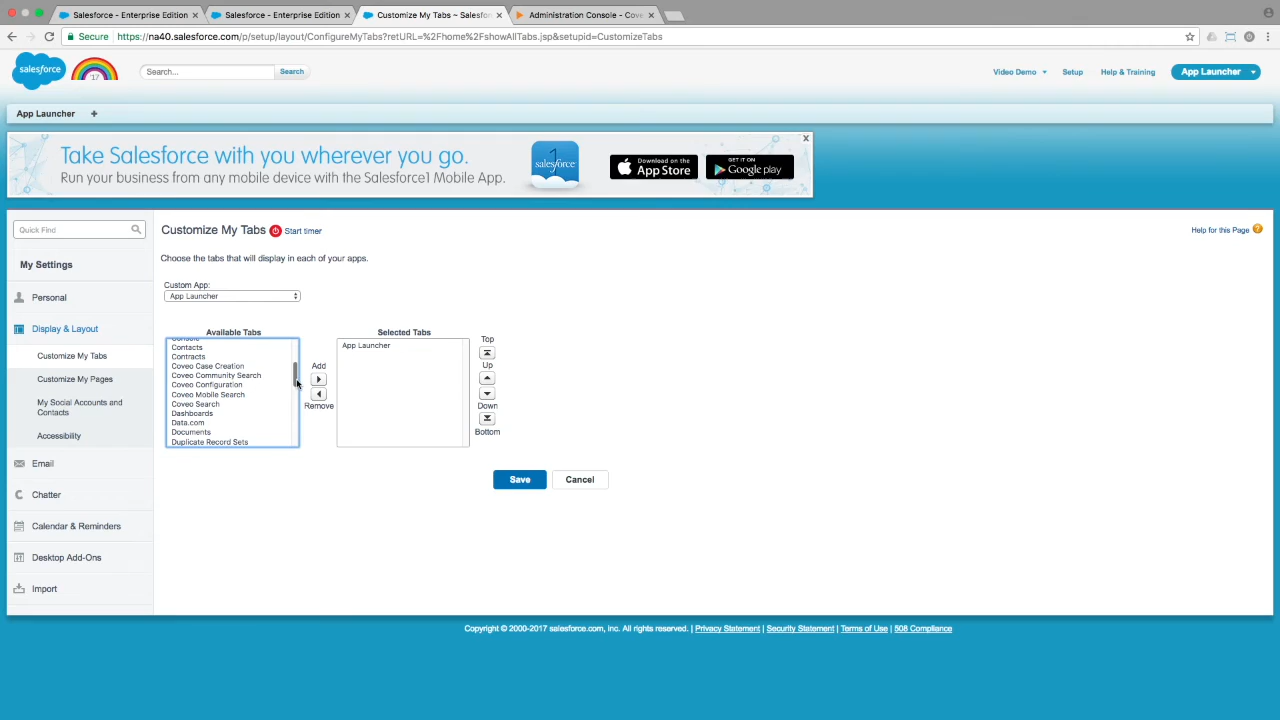 Salesforce - Enterprise Edition
Salesforce - Enterprise Edition
Customize My Tabs ~ Salesfor
Administration Console - Cove
Secure
https://na40.salesforce.com/p/setup/layout/ConfigureMyTabs?retURL=%2Fhome%2FshowAllTabs.jsp&setupid=CustomizeTabs
salesforce
'17
Search...
Search
Video Demo
Setup
Help & Training
App Launcher
App Launcher
+
Take Salesforce with you wherever you go.
Run your business from any mobile device with the Salesforce1 Mobile App.
1
salesforce
Download on the
App Store
GET IT ON
Google play
X
Quick Find
My Settings
Personal
Display & Layout
Customize My Tabs
Customize My Pages
My Social Accounts and
Contacts
Accessibility
Email
Chatter
Calendar & Reminders
Desktop Add-Ons
Import
Customize My Tabs
Start timer
Help for this Page
?
Choose the tabs that will display in each of your apps.
Custom App:
App Launcher
Available Tabs
Console
Contacts
Contracts
Coveo Case Creation
Coveo Community Search
Coveo Configuration
Coveo Mobile Search
Coveo Search
Dashboards
Data.com
Documents
Duplicate Record Sets
Add
Remove
Selected Tabs
App Launcher
Top
Up
Down
Bottom
Save
Cancel
Copyright © 2000-2017 salesforce.com, inc. All rights reserved. | Privacy Statement | Security Statement | Terms of Use | 508 Compliance